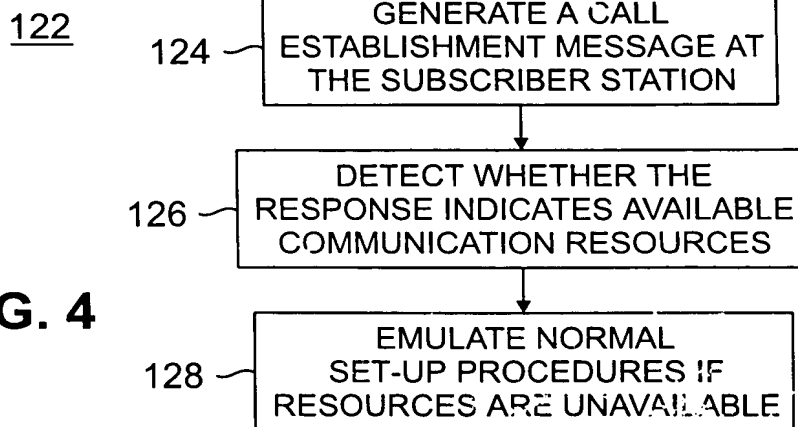 122
124
GENERATE A CALL
ESTABLISHMENT MESSAGE AT
THE SUBSCRIBER STATION
126
DETECT WHETHER THE
RESPONSE INDICATES AVAILABLE
COMMUNICATION RESOURCES
G. 4
128
EMULATE NORMAL
SET-UP PROCEDURES IF
RESOURCES ARE UNAVAILABLE